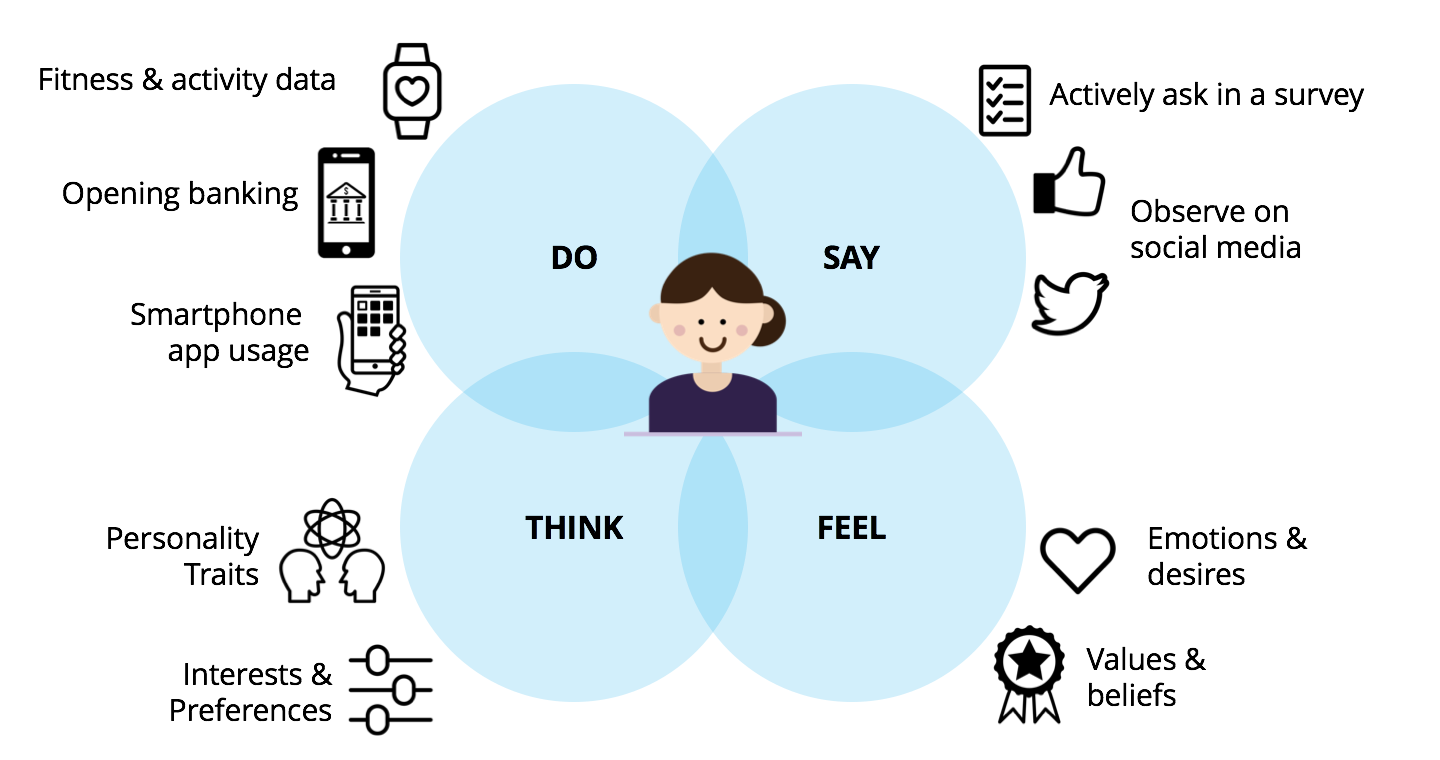 Fitness & activity data
Opening banking
Smartphone
app usage
DO
SAY
Actively ask in a survey
Observe on
social media
$
THINK
FEEL
Personality
Traits
Interests &
Preferences
Emotions &
desires
Values &
beliefs